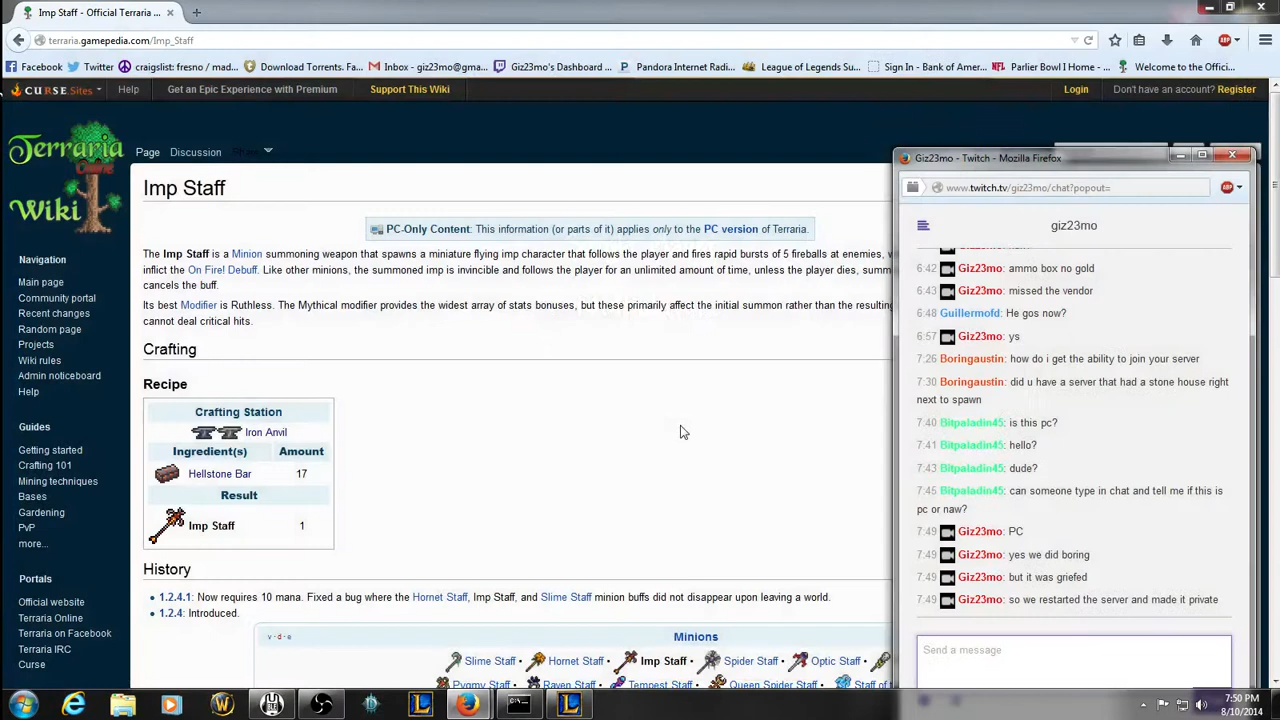 Imp Staff - Official Terraria ...
terraria.gamepedia.com/Imp_Staff
Facebook Twitter craigslist: fresno / mad... Download Torrents. Fa... Inbox - giz23mo@gma... Giz23mo's Dashboard ... Pandora Internet Radi... League of Legends Su... Sign In - Bank of Amer... Parlier Bowl I Home - ... Welcome to the Offici...
CURSE Sites Help Get an Epic Experience with Premium Support This Wiki Login Don't have an account? Register
Terraria
Online
Wiki
Page Discussion Share
Imp Staff
PC-Only Content: This information (or parts of it) applies only to the PC version of Terraria.
The Imp Staff is a Minion summoning weapon that spawns a miniature flying imp character that follows the player and fires rapid bursts of 5 fireballs at enemies, w
inflict the On Fire! Debuff. Like other minions, the summoned imp is invincible and follows the player for an unlimited amount of time, unless the player dies, summ
cancels the buff.
Its best Modifier is Ruthless. The Mythical modifier provides the widest array of stats bonuses, but these primarily affect the initial summon rather than the resulting
cannot deal critical hits.
Crafting
Recipe
Crafting Station
Iron Anvil
Ingredient(s) Amount
Hellstone Bar 17
Result
Imp Staff 1
History
• 1.2.4.1: Now requires 10 mana. Fixed a bug where the Hornet Staff, Imp Staff, and Slime Staff minion buffs did not disappear upon leaving a world.
• 1.2.4: Introduced.
v·d·e Minions
Slime Staff Hornet Staff Imp Staff Spider Staff Optic Staff
Pygmy Staff Raven Staff Tempest Staff Queen Spider Staff Staff of
Navigation
Main page
Community portal
Recent changes
Random page
Projects
Wiki rules
Admin noticeboard
Help
Guides
Getting started
Crafting 101
Mining techniques
Bases
Gardening
PvP
more...
Portals
Official website
Terraria Online
Terraria on Facebook
Terraria IRC
Curse
Giz23mo - Twitch - Mozilla Firefox
www.twitch.tv/giz23mo/chat?popout=
giz23mo
6:42 Giz23mo: ammo box no gold
6:43 Giz23mo: missed the vendor
6:48 Guillermofd: He gos now?
6:57 Giz23mo: ys
7:26 Boringaustin: how do i get the ability to join your server
7:30 Boringaustin: did u have a server that had a stone house right
next to spawn
7:40 Bitpaladin45: is this pc?
7:41 Bitpaladin45: hello?
7:43 Bitpaladin45: dude?
7:45 Bitpaladin45: can someone type in chat and tell me if this is
pc or naw?
7:49 Giz23mo: PC
7:49 Giz23mo: yes we did boring
7:49 Giz23mo: but it was griefed
7:49 Giz23mo: so we restarted the server and made it private
Send a message
7:50 PM
8/10/2014